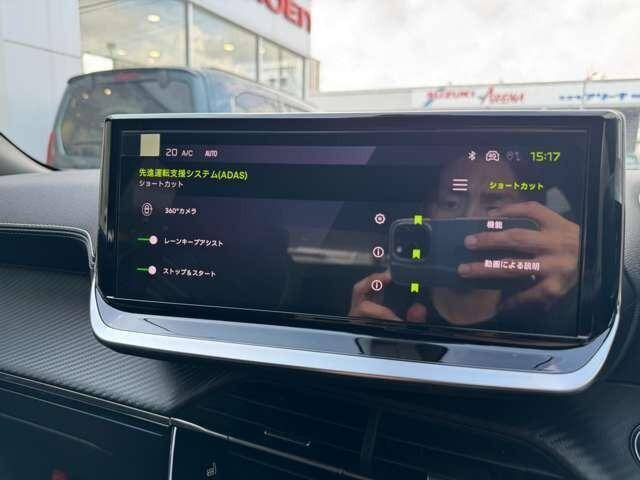 SUZUKI ARENA
20 A/C AUTO
15:17
先進運転支援システム(ADAS)
ショートカット
ショートカット
360°カメラ
機能
レーンキープアシスト
動画による説明
ストップ&スタート